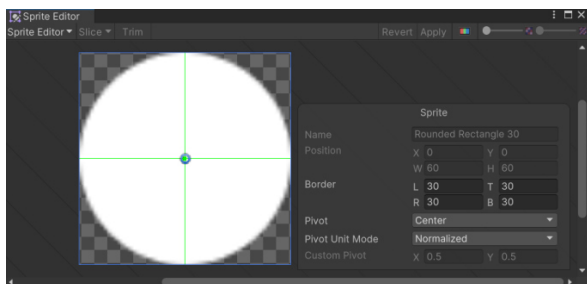 Sprite Editor
Sprite Editor Slice Trim Revert Apply
Sprite
Name Rounded Rectangle 30
Position X 0 Y 0
W 60 H 60
Border L 30 T 30
R 30 B 30
Pivot Center
Pivot Unit Mode Normalized
Custom Pivot X 0.5 Y 0.5